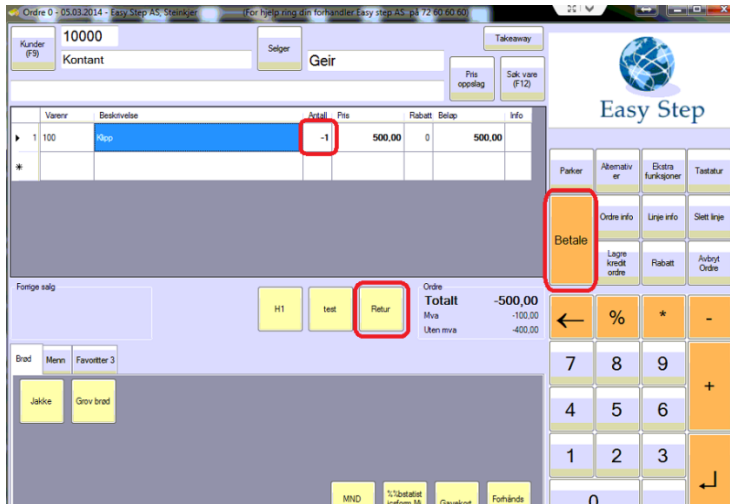 Ordre 0 - 05.03.2014 - Easy Step AS, Steinkjer (For hjelp ring din forhandler Easy step AS på 72 60 60 60)
Kunder (F9)
10000
Kontant
Selger
Geir
Takeaway
Pris oppslag
Søk vare (F12)
Easy Step
Varenr Beskrivelse Antall Pris Rabatt Beløp Info
1 100 Klipp -1 500,00 0 500,00
Parker
Alternativ er
Ekstra funksjoner
Tastatur
Betale
Ordre info
Linje info
Slett linje
Lagre kredit ordre
Rabatt
Avbryt Ordre
Forrige salg
H1
test
Retur
Ordre
Totalt -500,00
Mva -100,00
Uten mva -400,00
← % * -
7 8 9 +
4 5 6
1 2 3
0
Brød Menn Favoritter 3
Jakke
Grov brød
MND
Gavekort
Forhånds